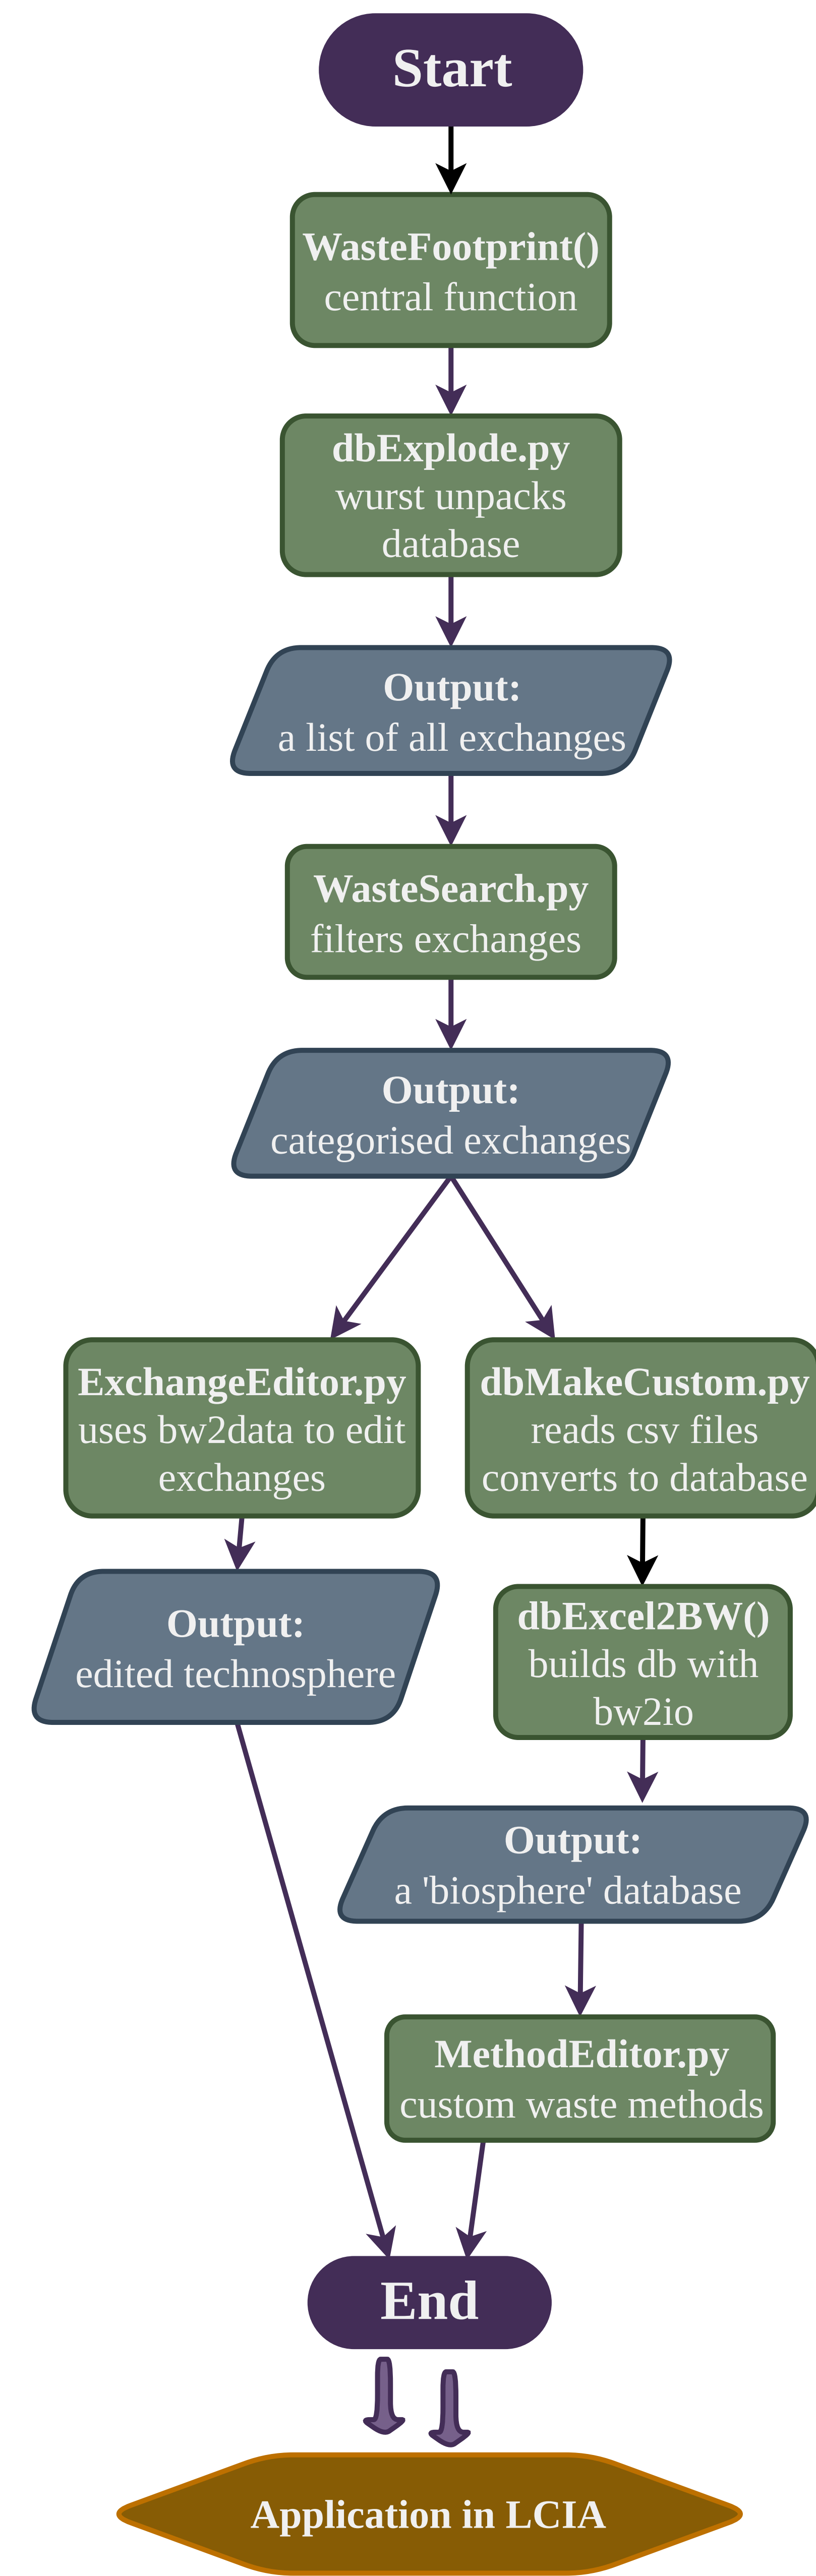 Start
WasteFootprint()
central function
dbExplode.py
wurst unpacks
database
Output:
a list of all exchanges
WasteSearch.py
filters exchanges
Output:
categorised exchanges
ExchangeEditor.py
uses bw2data to edit
exchanges
dbMakeCustom.py
reads csv files
converts to database
Output:
edited technosphere
dbExcel2BW()
builds db with
bw2io
Output:
a 'biosphere' database
MethodEditor.py
custom waste methods
End
Application in LCIA